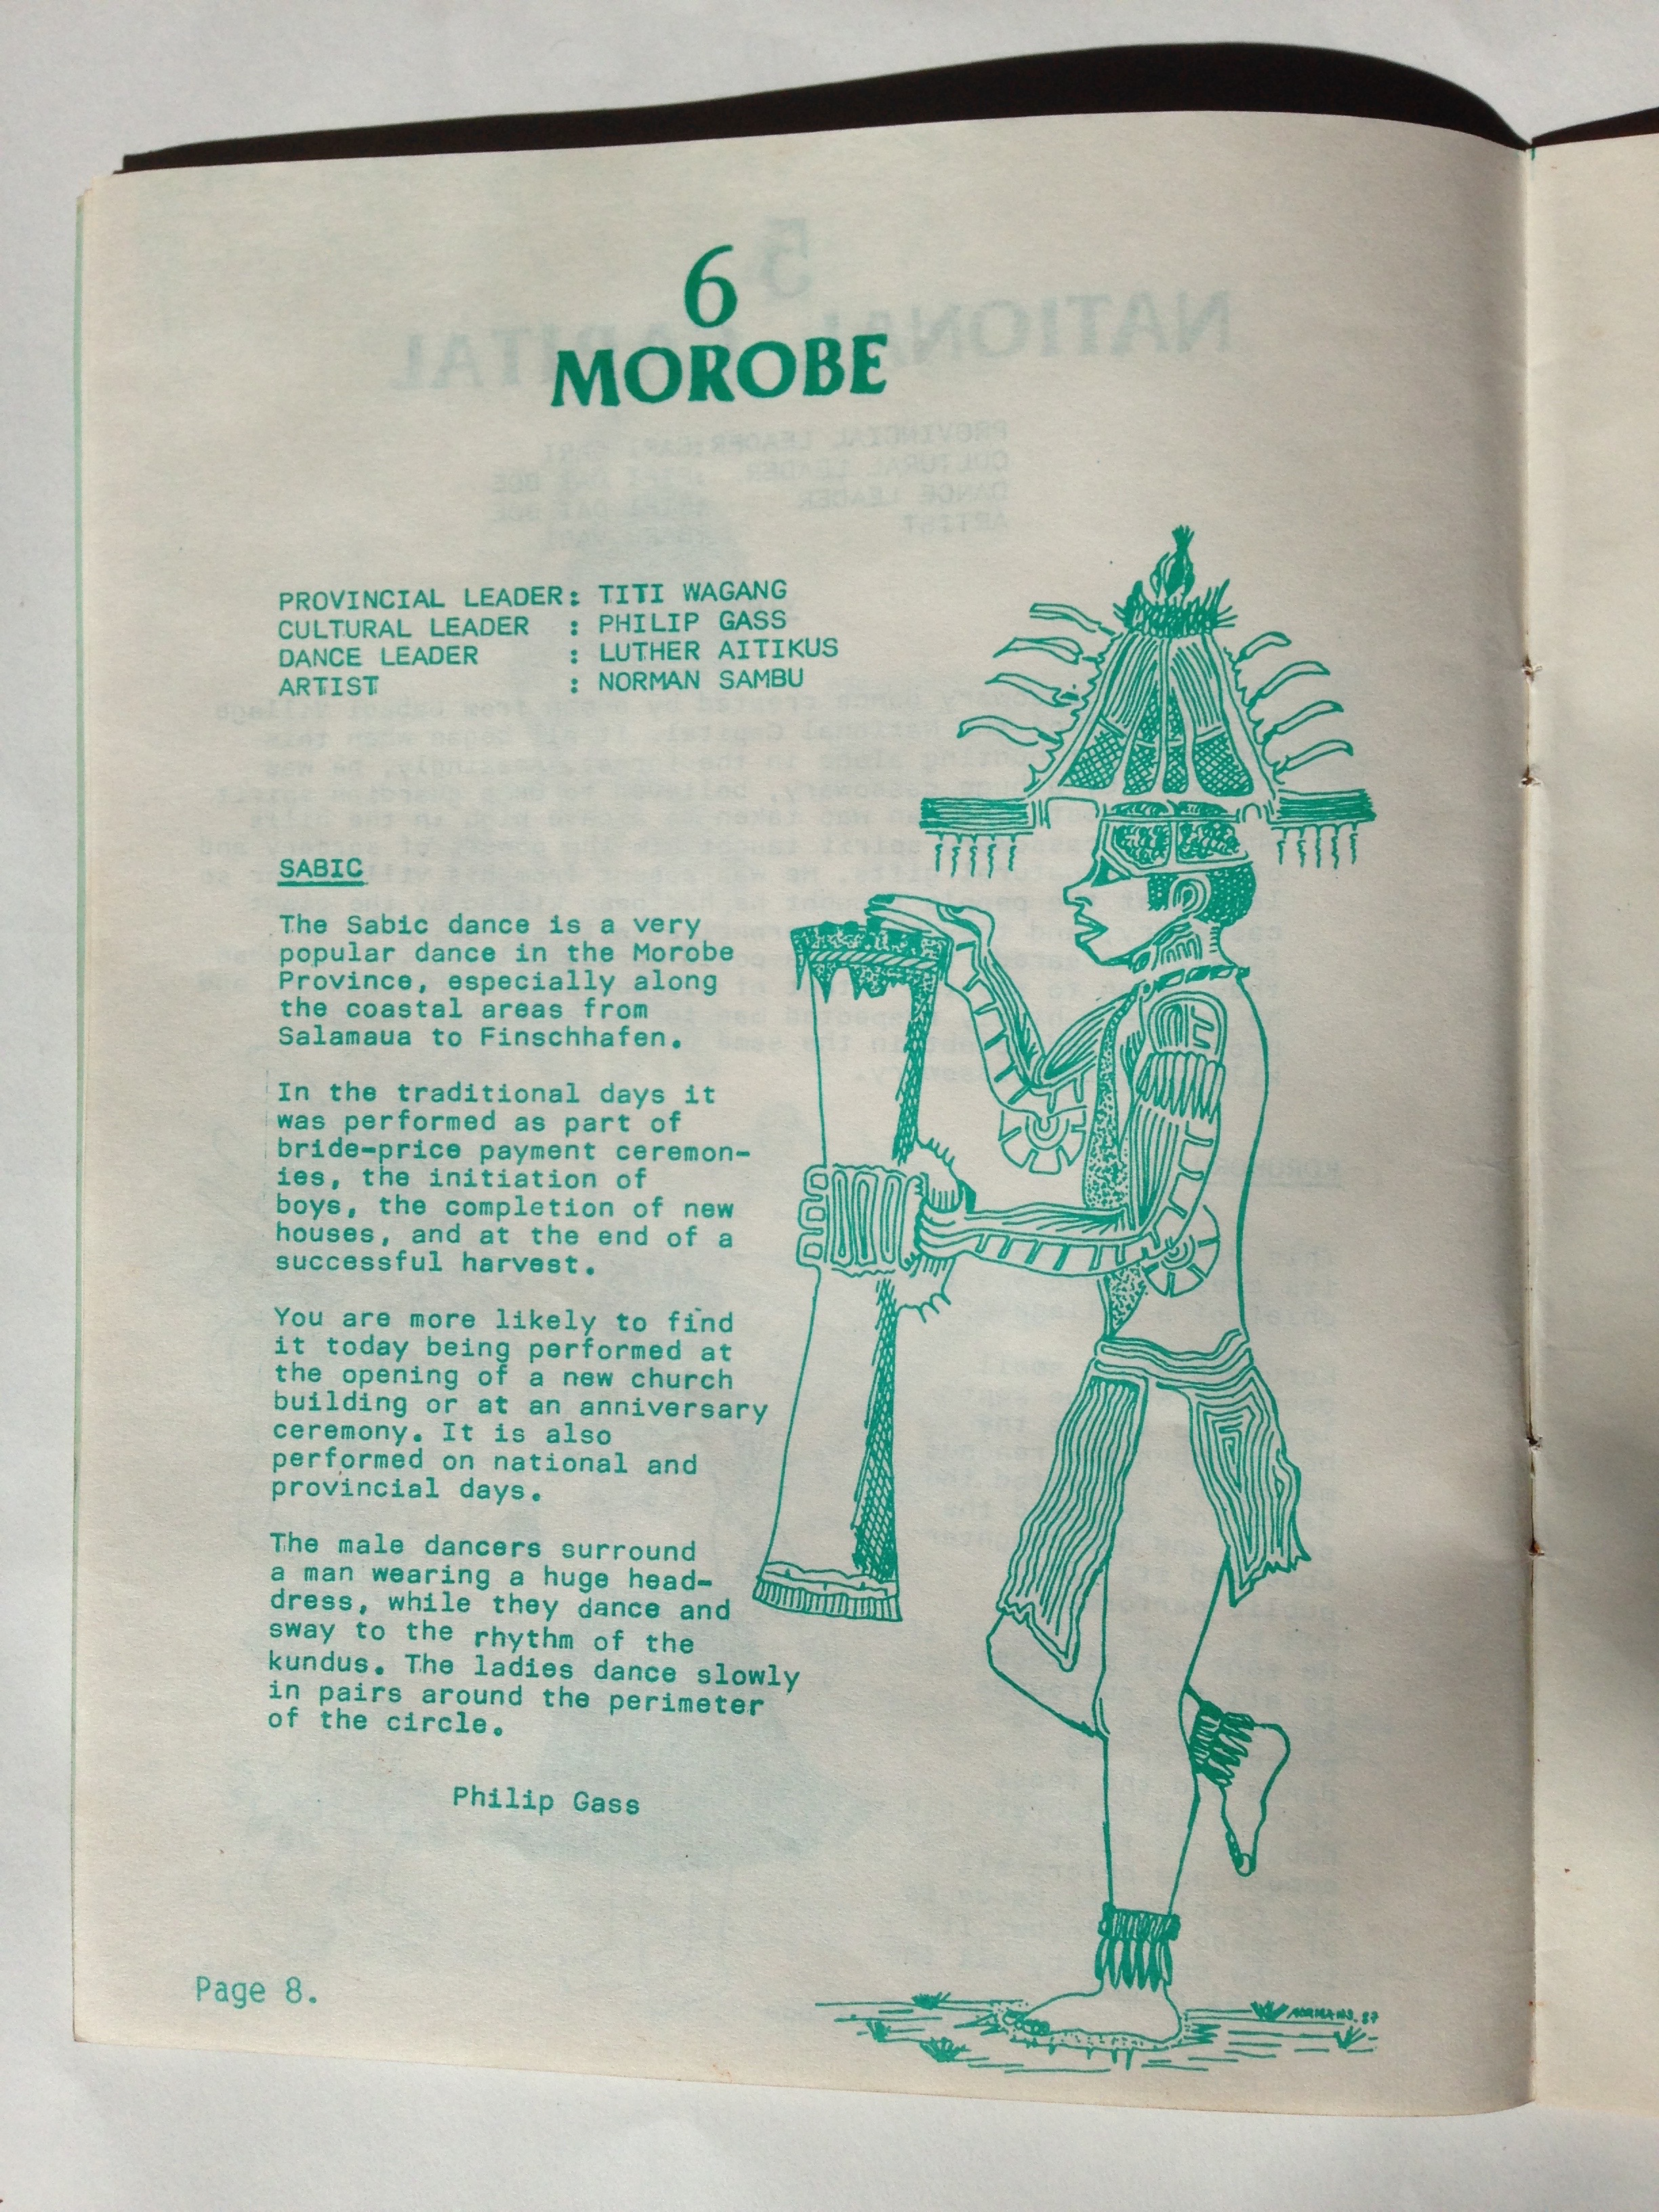 6
MOROBE
PROVINCIAL LEADER: TITI WAGANG
CULTURAL LEADER : PHILIP GASS
DANCE LEADER : LUTHER AITIKUS
ARTIST : NORMAN SAMBU
SABIC
The Sabic dance is a very
popular dance in the Morobe
Province, especially along
the coastal areas from
Salamaua to Finschhafen.
In the traditional days it
was performed as part of
bride-price payment ceremon-
ies, the initiation of
boys, the completion of new
houses, and at the end of a
successful harvest.
You are more likely to find
it today being performed at
the opening of a new church
building or at an anniversary
ceremony. It is also
performed on national and
provincial days.
The male dancers surround
a man wearing a huge head-
dress, while they dance and
sway to the rhythm of the
kundus. The ladies dance slowly
in pairs around the perimeter
of the circle.
Philip Gass
Page 8.